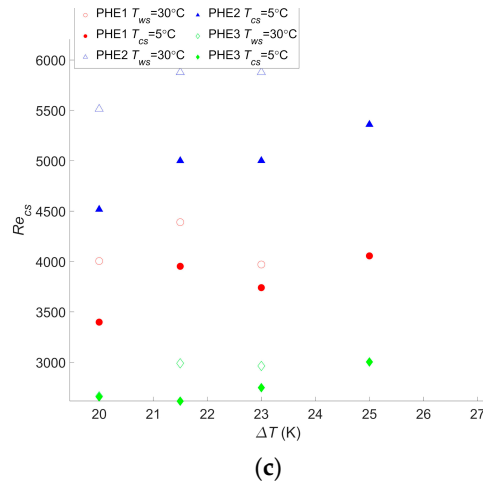 PHE1 Tws=30°C PHE2 Tcs=5°C
PHE1 Tcs=5°C PHE3 Tws=30°C
PHE2 Tws=30°C PHE3 Tcs=5°C
6000
5500
5000
4500
4000
3500
3000
Recs
20 21 22 23 24 25 26 27
ΔT (K)
(c)